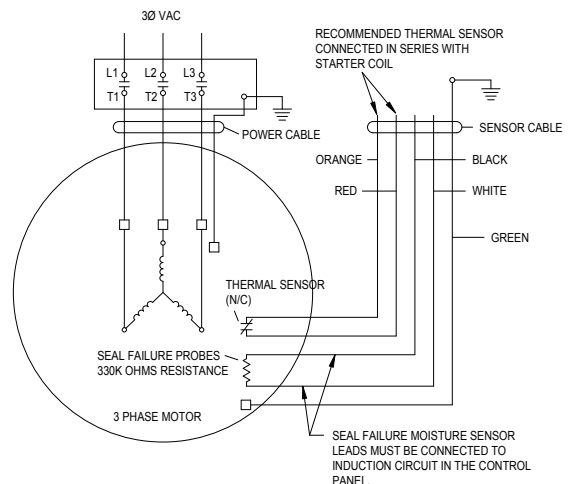 3Ø VAC
L1 L2 L3
T1 T2 T3
POWER CABLE
RECOMMENDED THERMAL SENSOR
CONNECTED IN SERIES WITH
STARTER COIL
SENSOR CABLE
ORANGE
BLACK
RED
WHITE
GREEN
THERMAL SENSOR
(N/C)
SEAL FAILURE PROBES
330K OHMS RESISTANCE
3 PHASE MOTOR
SEAL FAILURE MOISTURE SENSOR
LEADS MUST BE CONNECTED TO
INDUCTION CIRCUIT IN THE CONTROL
PANEL.